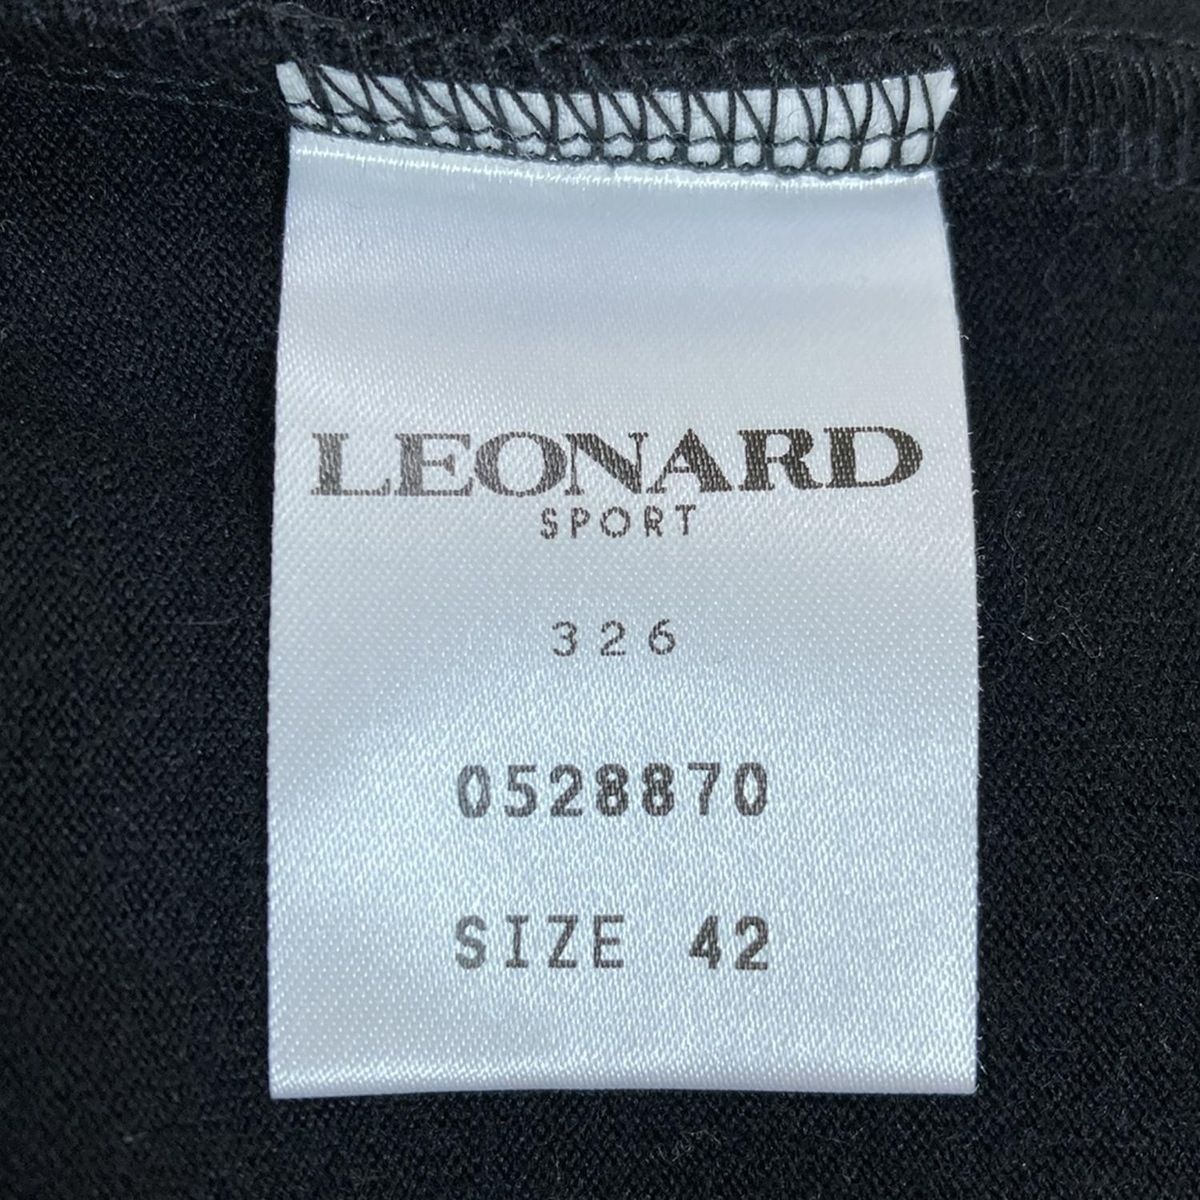 LEONARD
SPORT
326
0528870
SIZE 42